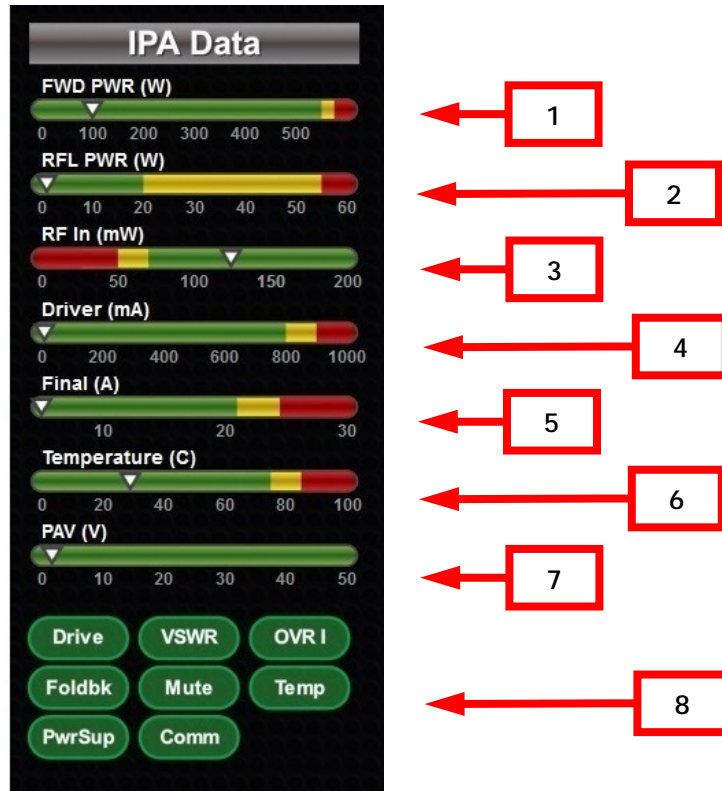 IPA Data
FWD PWR (W)
0 100 200 300 400 500
1
RFL PWR (W)
0 10 20 30 40 50 60
2
RF In (mW)
0 50 100 150 200
3
Driver (mA)
0 200 400 600 800 1000
4
Final (A)
10 20 30
5
Temperature (C)
0 20 40 60 80 100
6
PAV (V)
0 10 20 30 40 50
7
Drive VSWR OVR I
Foldbk Mute Temp
8
PwrSup Comm